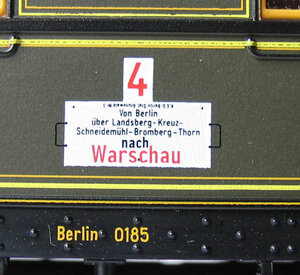 4
Von Berlin
über Landsberg-Kreuz-
Schneidemühl-Bromberg-Thorn
nach
Warschau
Berlin 0185